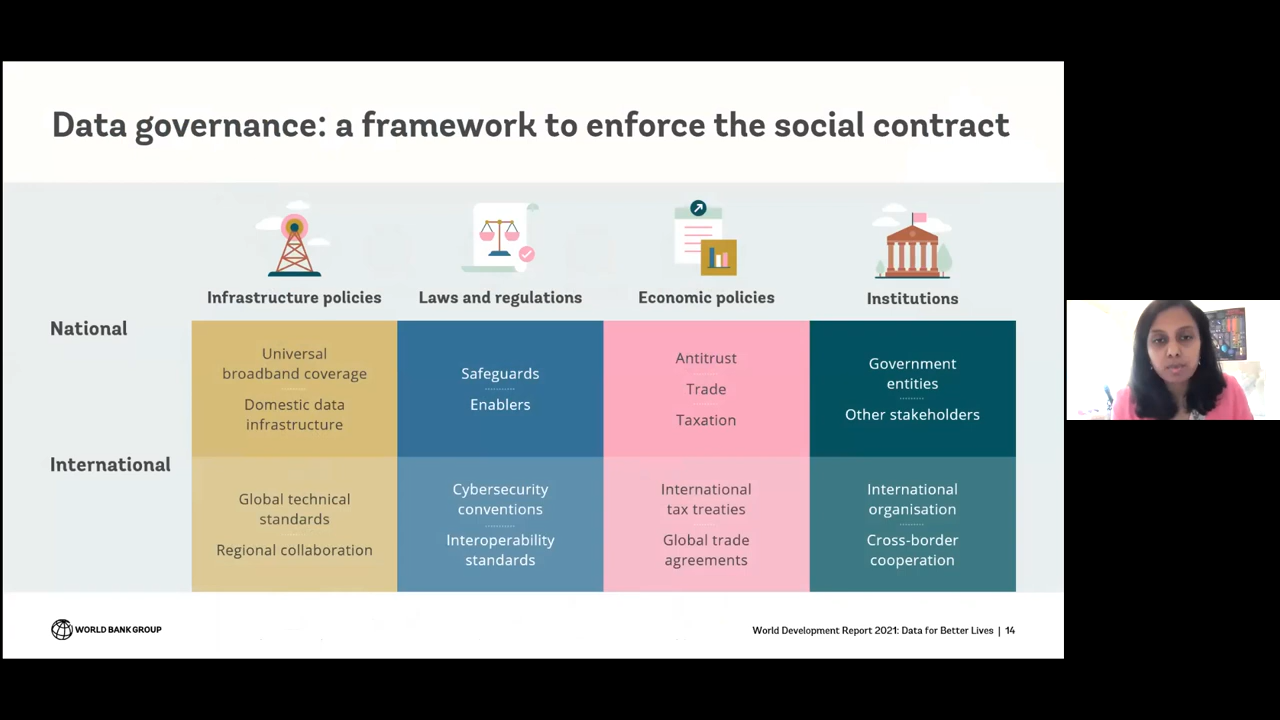 Data governance: a framework to enforce the social contract
Infrastructure policies
Laws and regulations
Economic policies
Institutions
National
Universal
broadband coverage
Domestic data
infrastructure
Safeguards
Enablers
Antitrust
Trade
Taxation
Government
entities
Other stakeholders
International
Global technical
standards
Regional collaboration
Cybersecurity
conventions
Interoperability
standards
International
tax treaties
Global trade
agreements
International
organisation
Cross-border
cooperation
WORLD BANK GROUP
World Development Report 2021: Data for Better Lives | 14